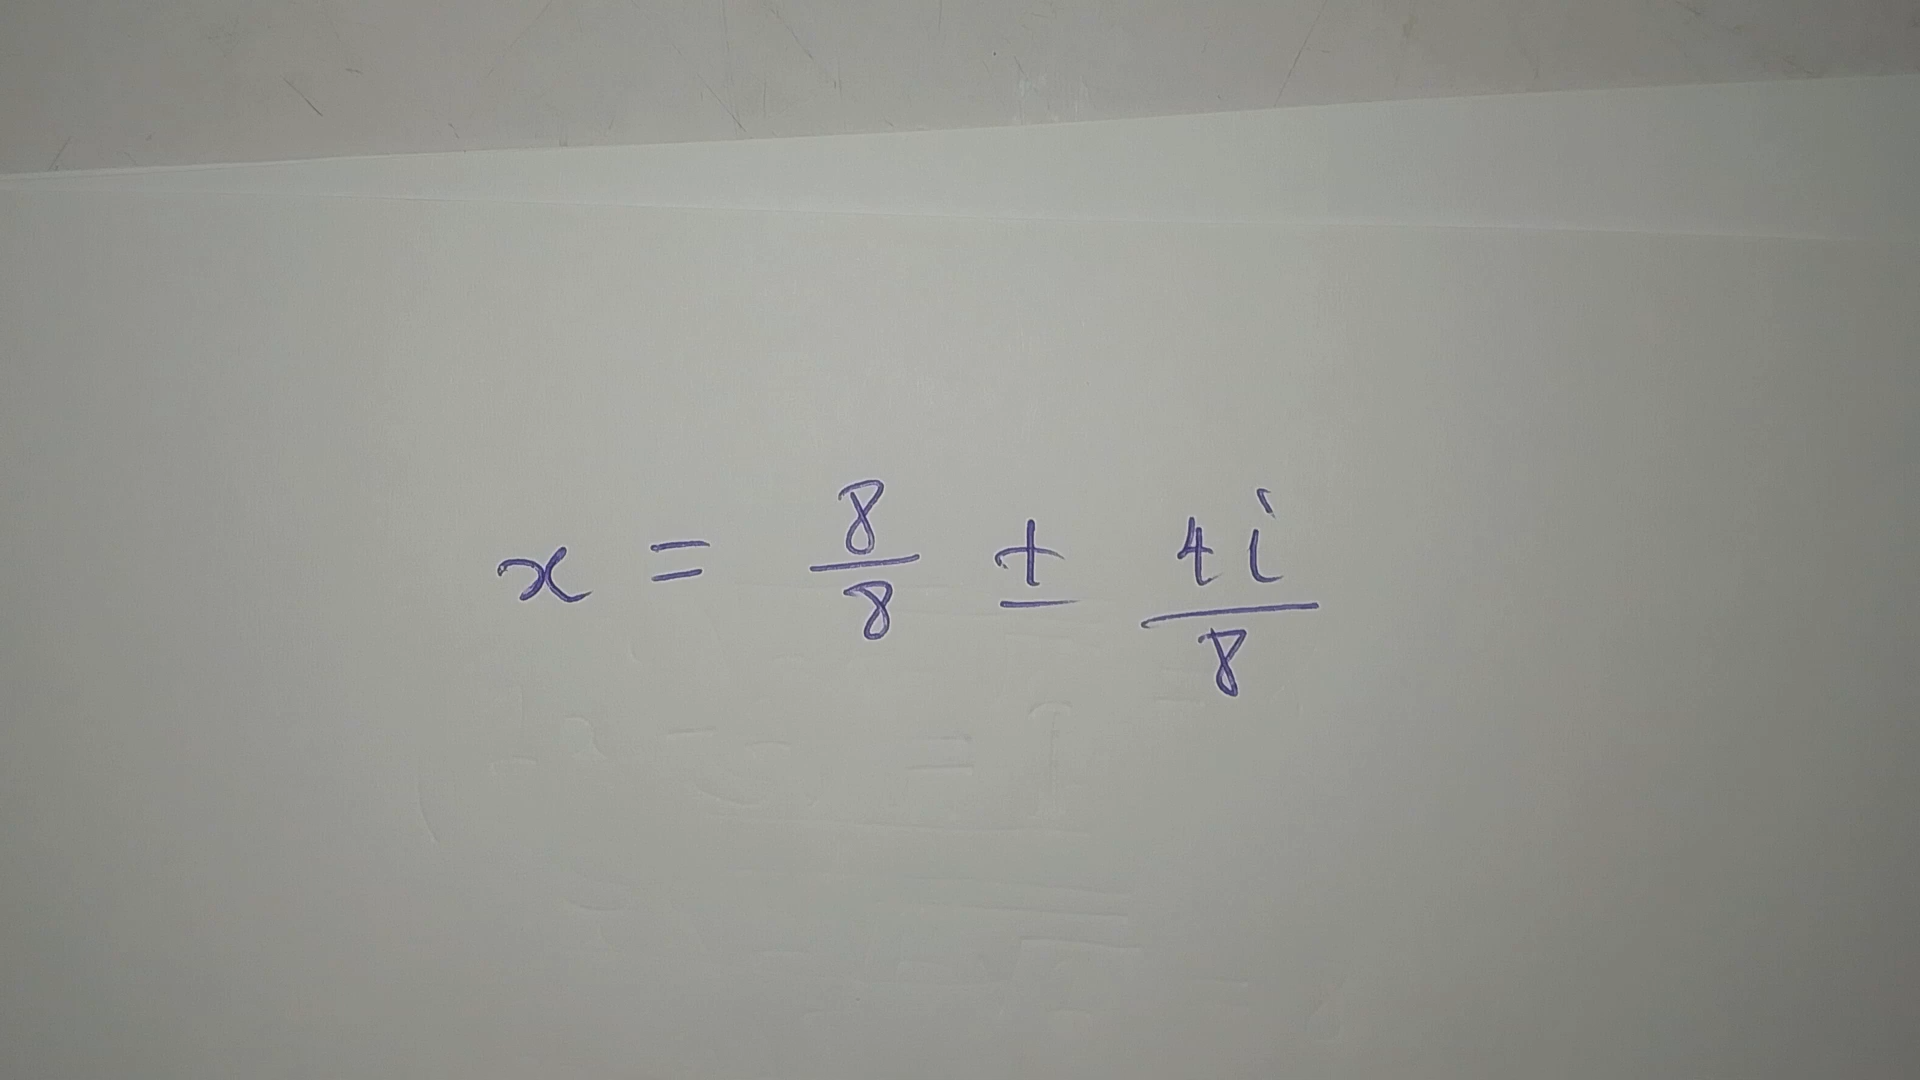 x = 8/8 ± 4i/8